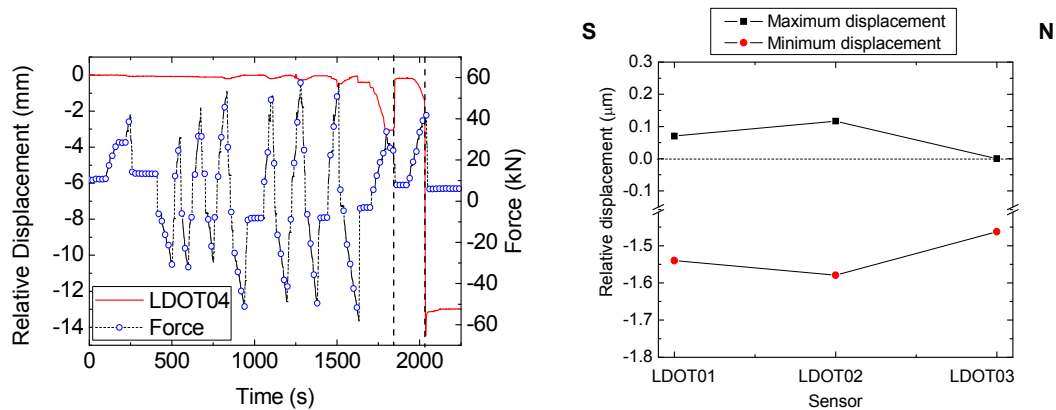 0
-2
-4
-6
-8
-10
-12
-14
Relative Displacement (mm)
60
40
20
0
-20
-40
-60
Force (kN)
LDOT04
Force
0 500 1000 1500 2000
Time (s)
S
N
Maximum displacement
Minimum displacement
0.3
0.2
0.1
0.0
0.1
-1.5
-1.6
-1.7
-1.8
Relative displacement (μm)
LDOT01 LDOT02 LDOT03
Sensor